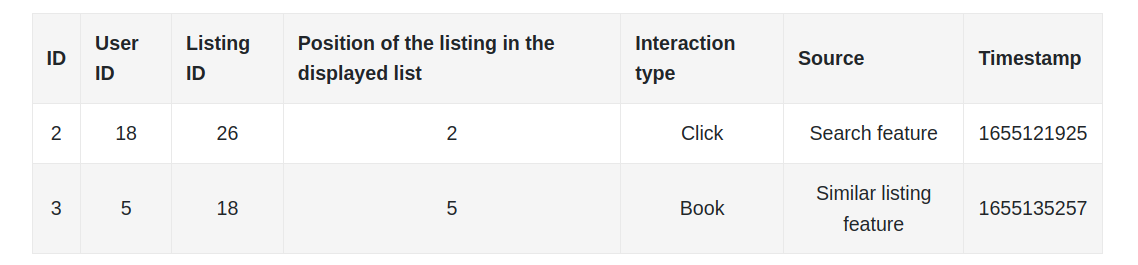 ID User ID Listing ID Position of the listing in the displayed list Interaction type Source Timestamp
2 18 26 2 Click Search feature 1655121925
3 5 18 5 Book Similar listing feature 1655135257